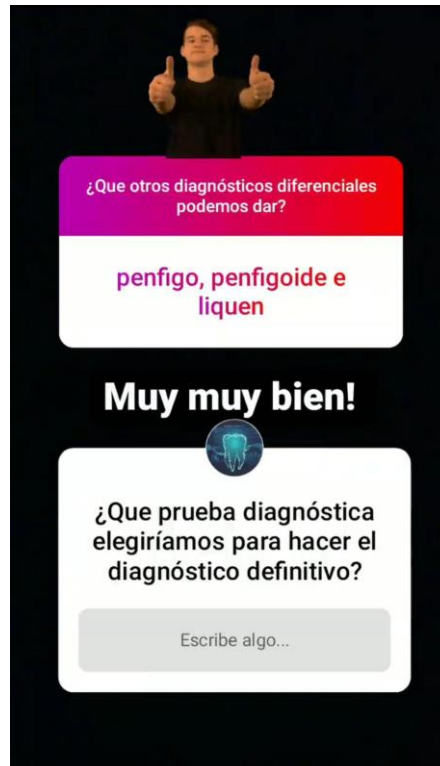 ¿Que otros diagnósticos diferenciales
podemos dar?
penfigo, penfigoide e
liquen
Muy muy bien!
¿Que prueba diagnóstica
elegiríamos para hacer el
diagnóstico definitivo?
Escribe algo...